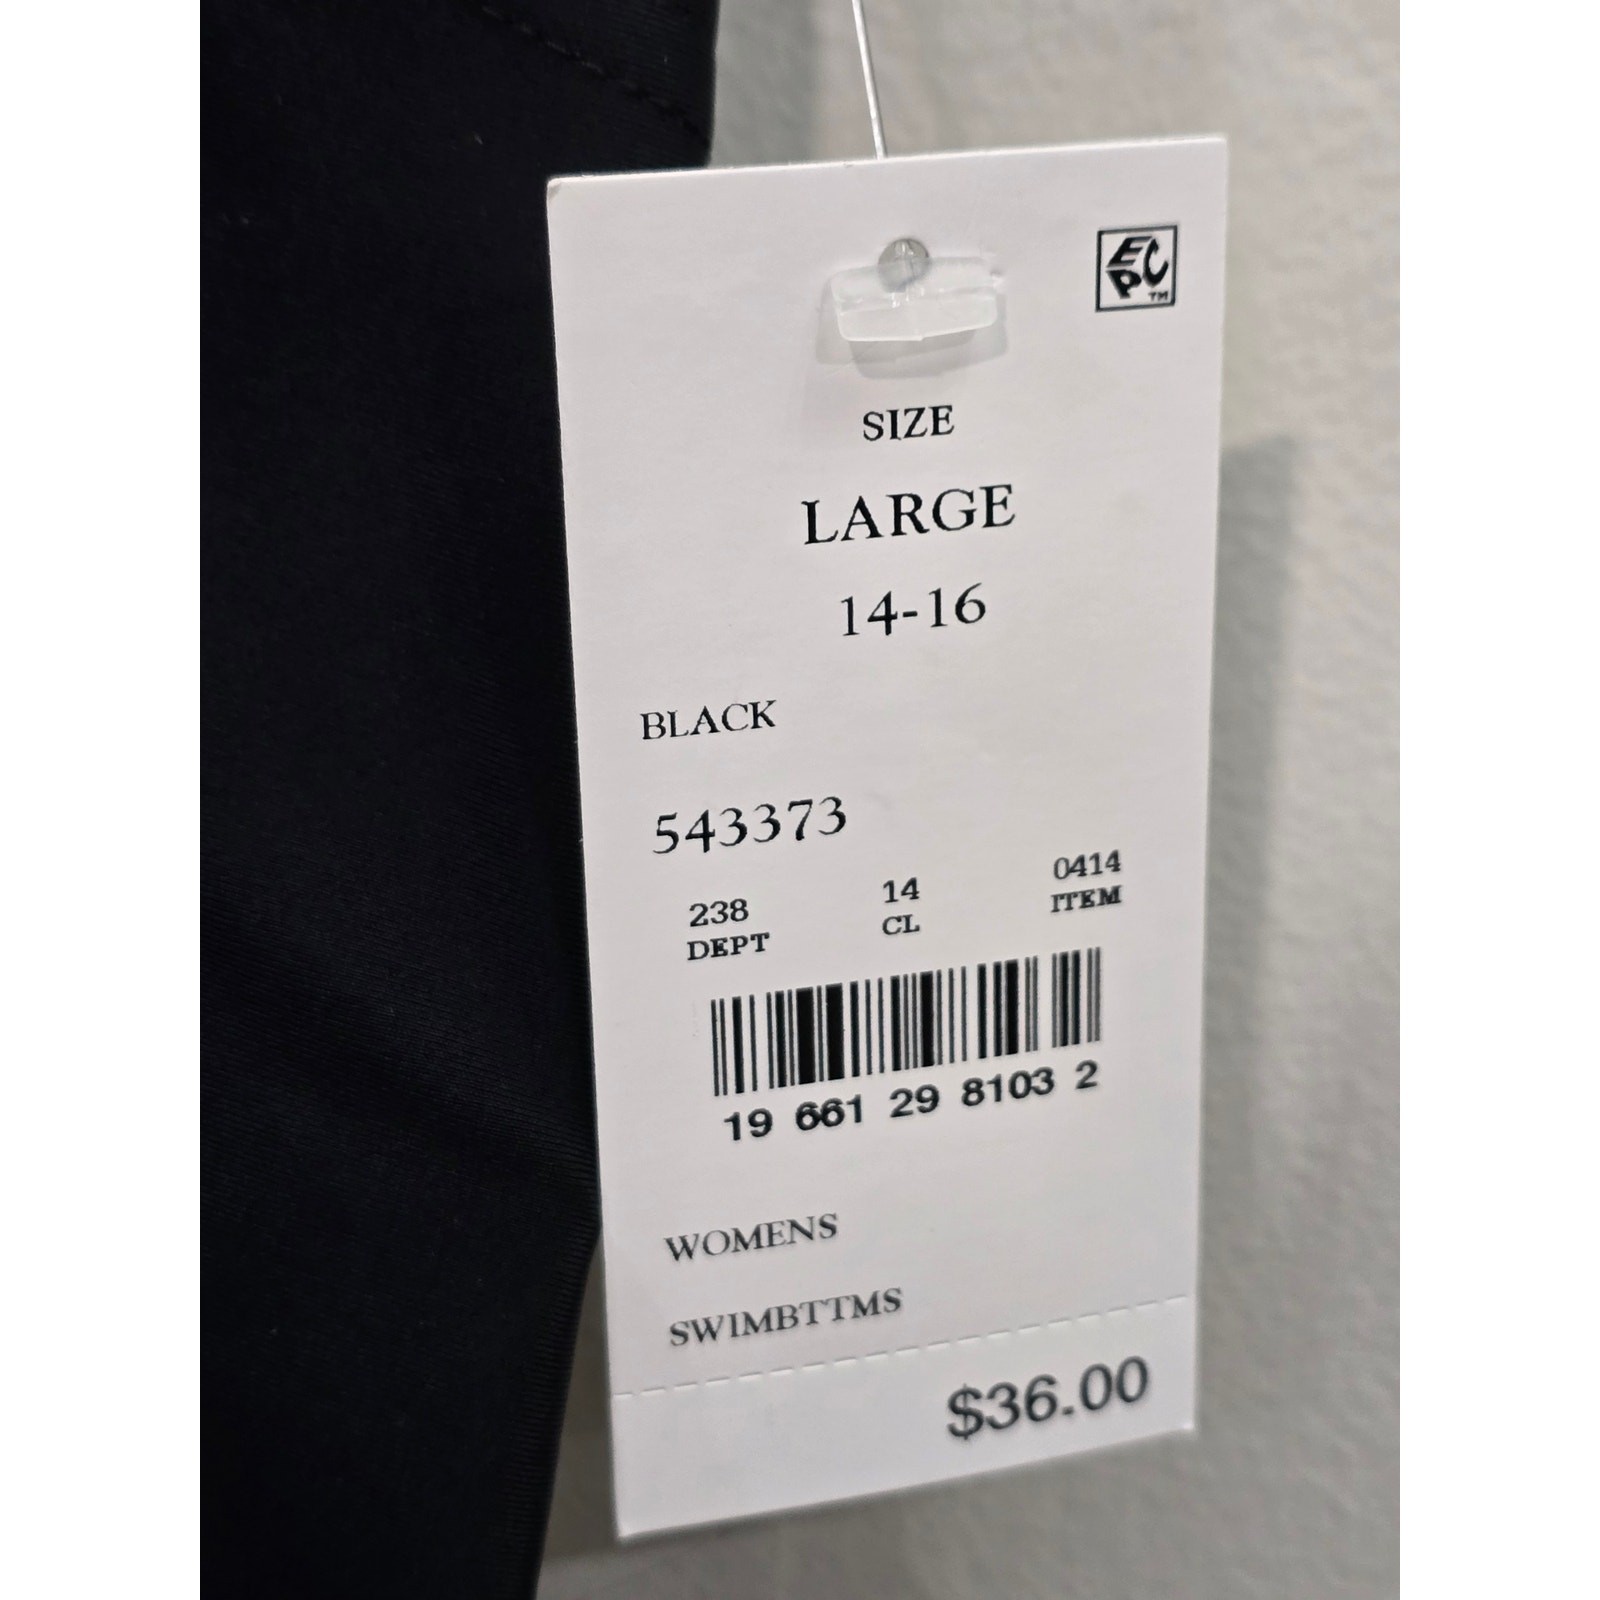 EPC™
SIZE
LARGE
14-16
BLACK
543373
238 14 0414
DEPT CL ITEM
19 661 29 8103 2
WOMENS
SWIMBTTMS
$36.00